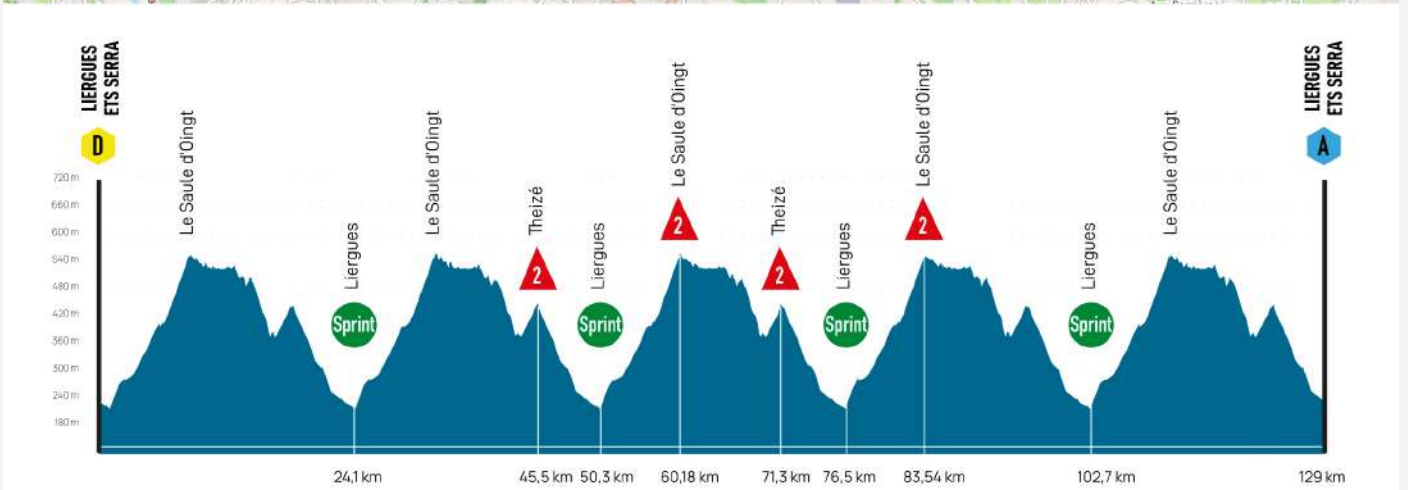 LIERGUES
ETS SERRA
D
Le Saule d'Oingt
Liergues
Sprint
Le Saule d'Oingt
Theizé
2
Liergues
Sprint
Le Saule d'Oingt
2
Theizé
2
Liergues
Sprint
Le Saule d'Oingt
2
Liergues
Sprint
Le Saule d'Oingt
LIERGUES
ETS SERRA
A
720 m
660 m
600 m
540 m
480 m
420 m
360 m
300 m
240 m
180 m
24,1 km
45,5 km
50,3 km
60,18 km
71,3 km
76,5 km
83,54 km
102,7 km
129 km